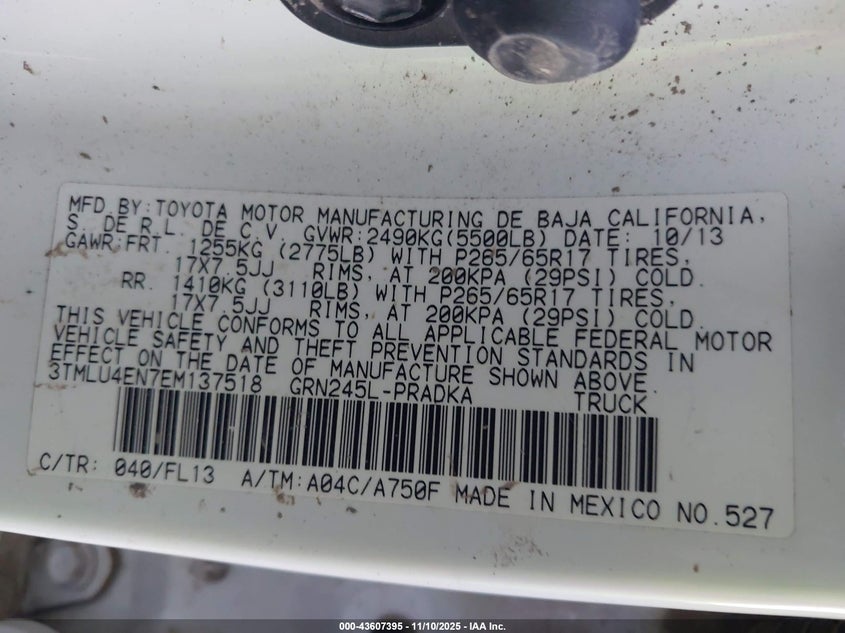 MFD.BY:TOYOTA MOTOR MANUFACTURING DE BAJA CALIFORNIA,
S. DE R.L. DE C.V. GVWR:2490KG(5500LB) DATE: 10/13
GAWR:FRT. 1255KG (2775LB) WITH P265/65R17 TIRES,
17X7.5JJ RIMS, AT 200KPA (29PSI) COLD.
RR. 1410KG (3110LB) WITH P265/65R17 TIRES,
17X7.5JJ RIMS, AT 200KPA (29PSI) COLD.
THIS VEHICLE CONFORMS TO ALL APPLICABLE FEDERAL MOTOR
VEHICLE SAFETY AND THEFT PREVENTION STANDARDS IN
EFFECT ON THE DATE OF MANUFACTURE SHOWN ABOVE.
3TMLU4EN7EM137518 GRN245L-PRADKA TRUCK
C/TR: 040/FL13 A/TM:A04C/A750F MADE IN MEXICO NO.527
000-43607395 - 11/10/2025 - IAA Inc.